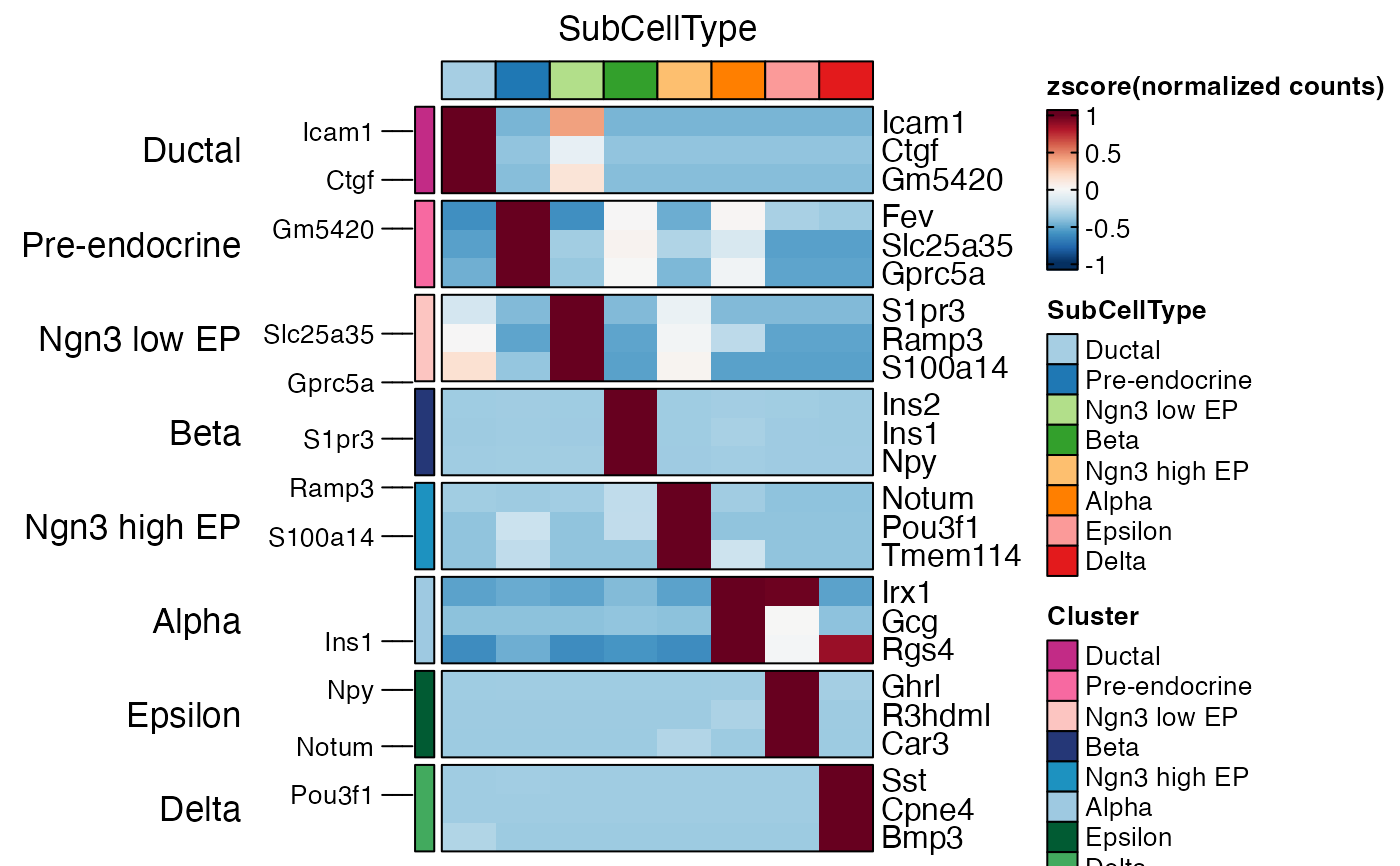 SubCellType
Ductal
Pre-endocrine
Ngn3 low EP
Beta
Ngn3 high EP
Alpha
Epsilon
Delta
Icam1
Ctgf
Gm5420
Slc25a35
Gprc5a
S1pr3
Ramp3
S100a14
Ins1
Npy
Notum
Pou3f1
Icam1
Ctgf
Gm5420
Fev
Slc25a35
Gprc5a
S1pr3
Ramp3
S100a14
Ins2
Ins1
Npy
Notum
Pou3f1
Tmem114
Irx1
Gcg
Rgs4
Ghrl
R3hdml
Car3
Sst
Cpne4
Bmp3
zscore(normalized counts)
1
0.5
0
-0.5
-1
SubCellType
Ductal
Pre-endocrine
Ngn3 low EP
Beta
Ngn3 high EP
Alpha
Epsilon
Delta
Cluster
Ductal
Pre-endocrine
Ngn3 low EP
Beta
Ngn3 high EP
Alpha
Epsilon
Delta